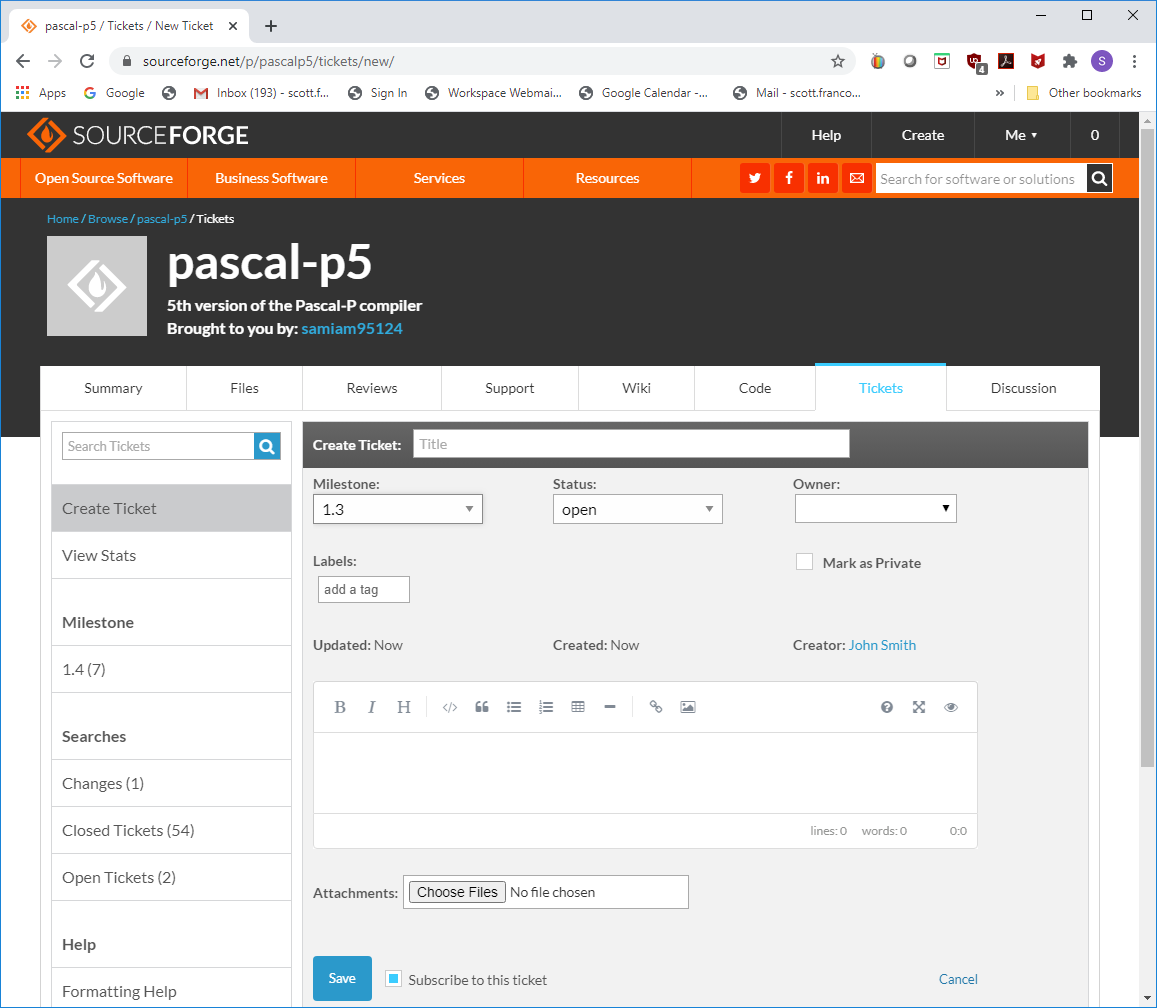 pascal-p5 / Tickets / New Ticket
sourceforge.net/p/pascalp5/tickets/new/
4
S
Apps
Google
Inbox (193) - scott.f...
Sign In
Workspace Webmai...
Google Calendar -...
Mail - scott.franco...
»
Other bookmarks
SOURCEFORGE
Help
Create
Me
0
Open Source Software
Business Software
Services
Resources
Search for software or solutions
Home / Browse / pascal-p5 / Tickets
pascal-p5
5th version of the Pascal-P compiler
Brought to you by: samiam95124
Summary
Files
Reviews
Support
Wiki
Code
Tickets
Discussion
Search Tickets
Create Ticket
View Stats
Milestone
1.4 (7)
Searches
Changes (1)
Closed Tickets (54)
Open Tickets (2)
Help
Formatting Help
Create Ticket:
Title
Milestone:
1.3
Status:
open
Owner:
Labels:
add a tag
Mark as Private
Updated: Now
Created: Now
Creator: John Smith
B I H
lines: 0 words: 0 0:0
Attachments:
Choose Files No file chosen
Save
Subscribe to this ticket
Cancel